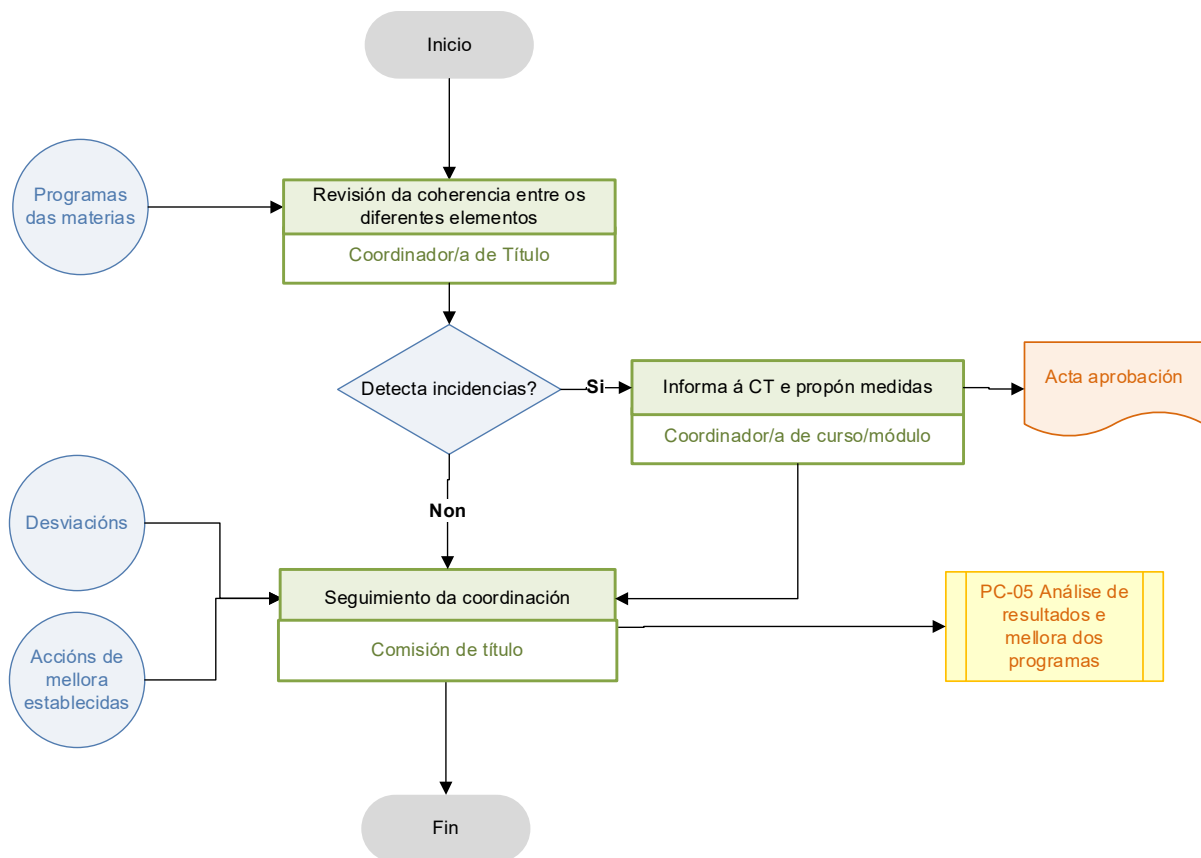 Inicio
Programas
das materias
Revisión da coherencia entre os
diferentes elementos
Coordinador/a de Título
Detecta incidencias?
Si
Informa á CT e propón medidas
Coordinador/a de curso/módulo
Acta aprobación
Non
Desviacións
Accións de
mellora
establecidas
Seguimiento da coordinación
Comisión de título
PC-05 Análise de
resultados e
mellora dos
programas
Fin